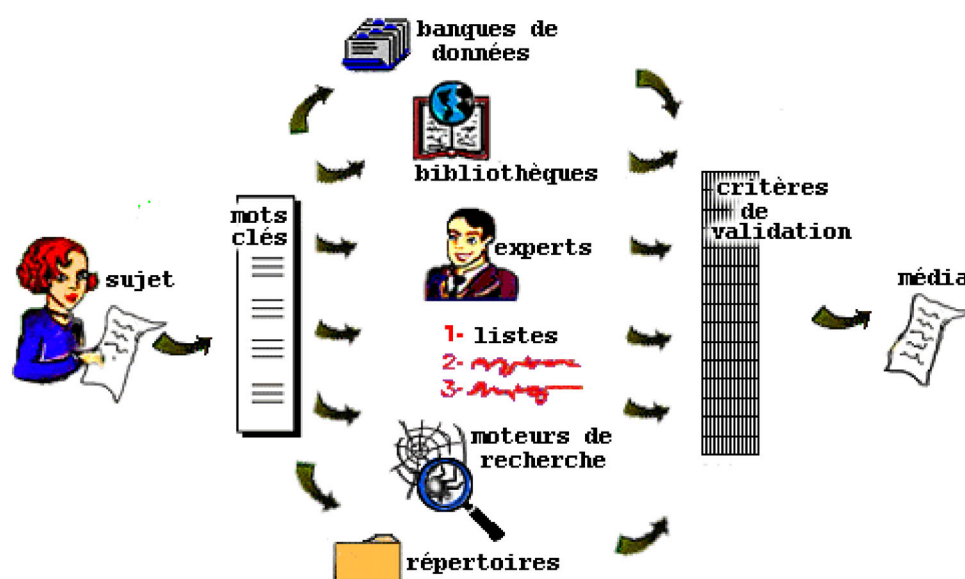 banques de
données
bibliothèques
mots
clés
critères
de
validation
experts
sujet
média
1- listes
2-
3-
moteurs de
recherche
répertoires